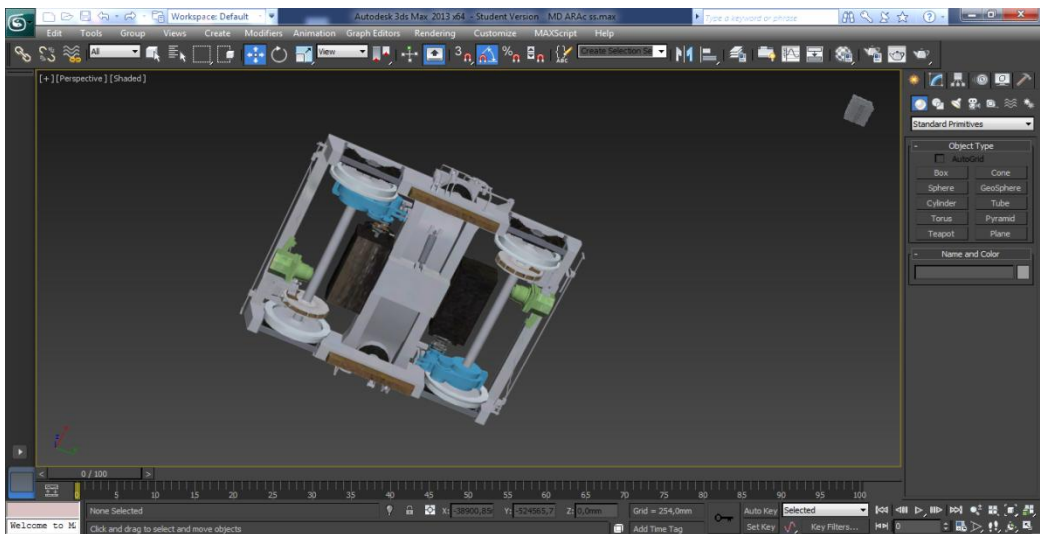 Workspace: Default
Autodesk 3ds Max 2013 x64 - Student Version MD ARAc ss.max
Type a keyword or phrase
Edit Tools Group Views Create Modifiers Animation Graph Editors Rendering Customize MAXScript Help
All
View
3
Create Selection Se
ABC
[+] [Perspective] [Shaded]
Standard Primitives
- Object Type
AutoGrid
Box Cone
Sphere GeoSphere
Cylinder Tube
Torus Pyramid
Teapot Plane
- Name and Color
< 0 / 100 >
0 5 10 15 20 25 30 35 40 45 50 55 60 65 70 75 80 85 90 95 100
None Selected
X: -38900,85 Y: -524565,7 Z: 0,0mm
Grid = 254,0mm
Auto Key Selected
Welcome to M
Click and drag to select and move objects
Add Time Tag
Set Key Key Filters...
0